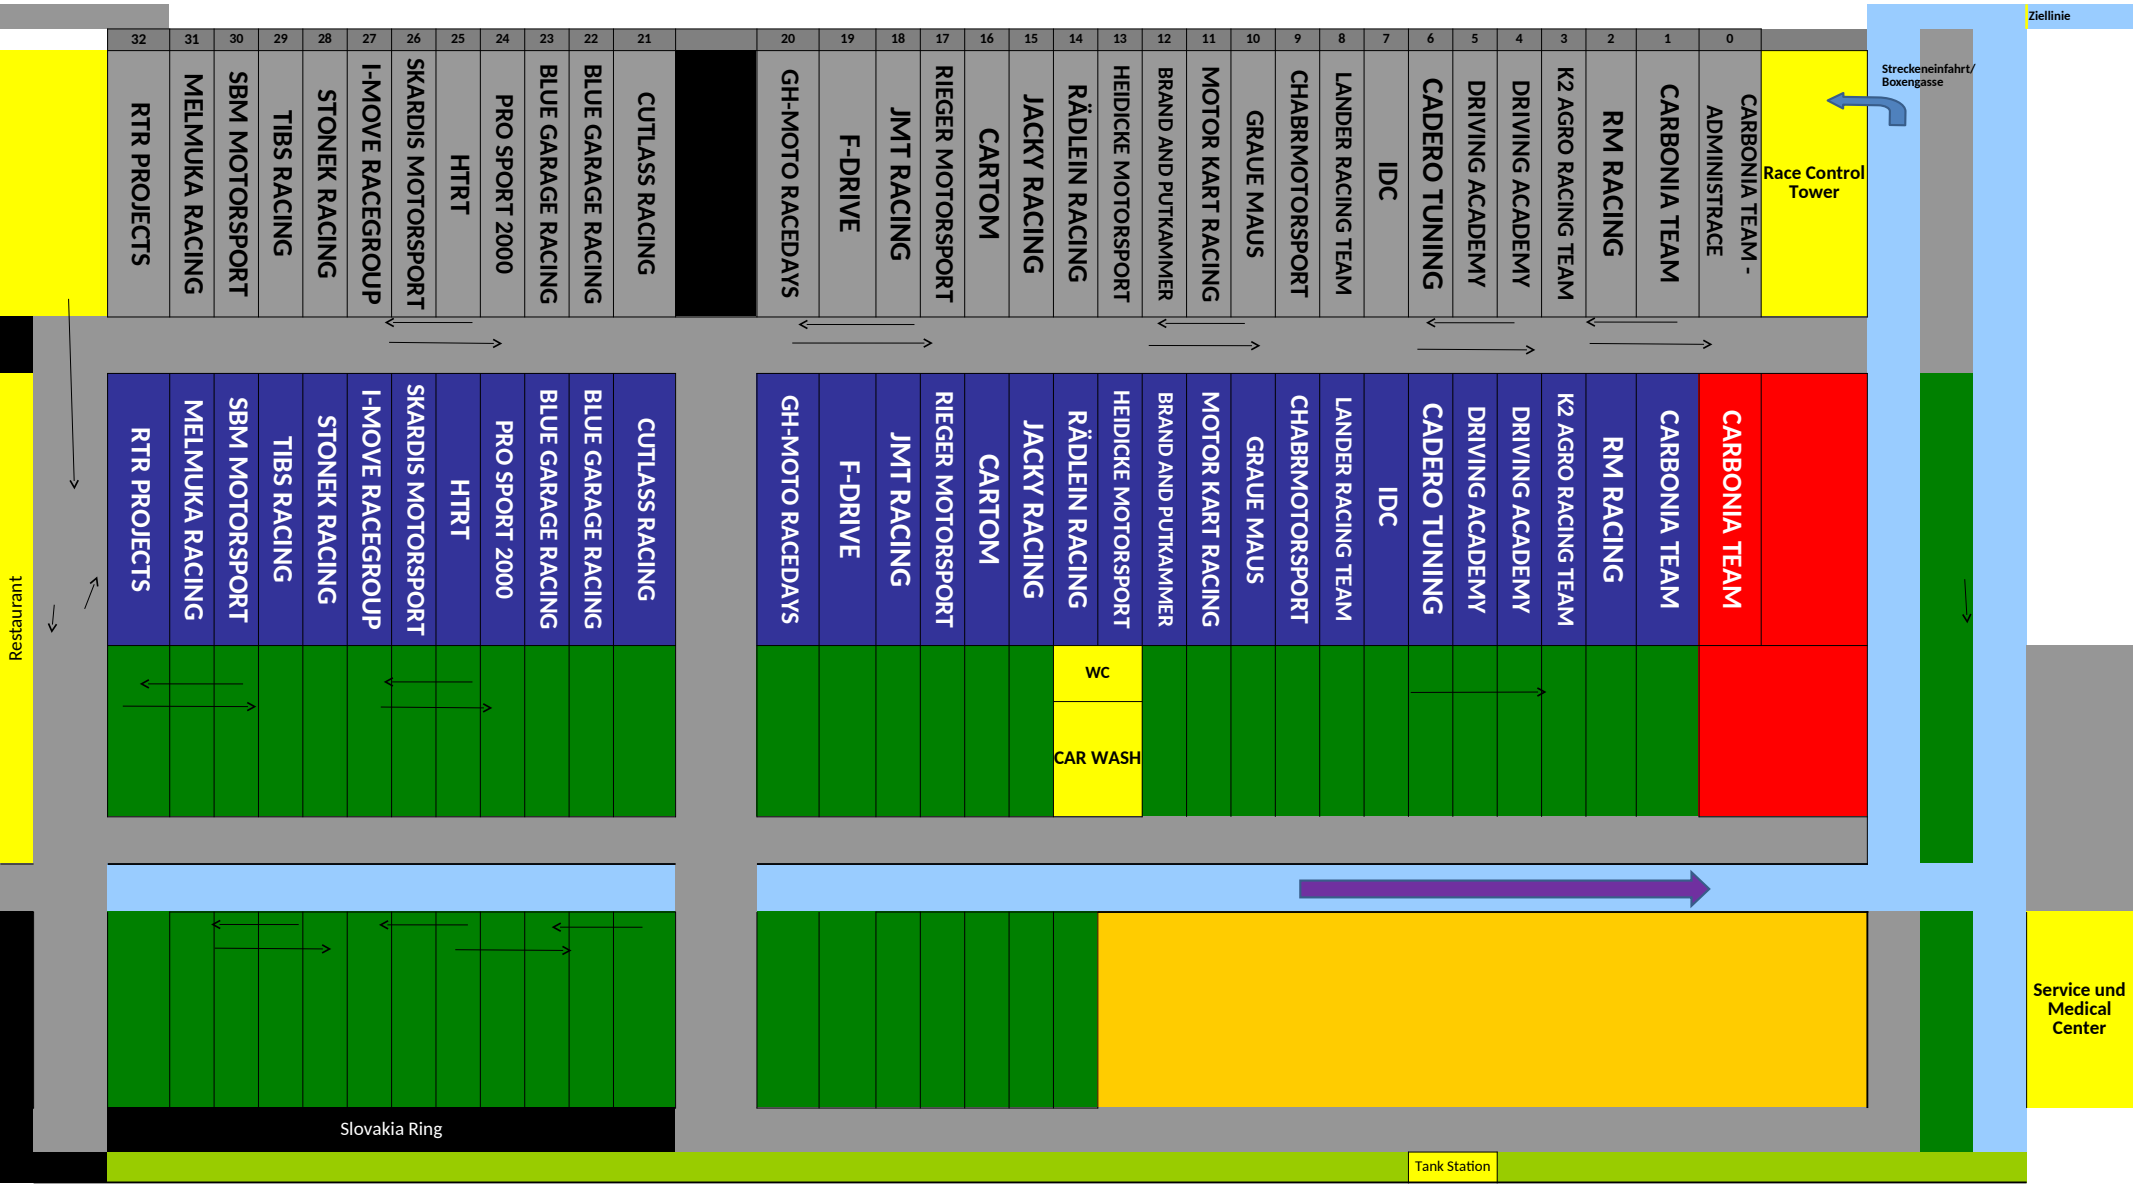 Ziellinie
32 31 30 29 28 27 26 25 24 23 22 21 20 19 18 17 16 15 14 13 12 11 10 9 8 7 6 5 4 3 2 1 0
Streckeneinfahrt/
Boxengasse
RTR PROJECTS
MELMUKA RACING
SBM MOTORSPORT
TIBS RACING
STONEK RACING
I-MOVE RACEGROUP
SKARDIS MOTORSPORT
HTRT
PRO SPORT 2000
BLUE GARAGE RACING
BLUE GARAGE RACING
CUTLASS RACING
GH-MOTO RACEDAYS
F-DRIVE
JMT RACING
RIEGER MOTORSPORT
CARTOM
JACKY RACING
RÄDLEIN RACING
HEIDICKE MOTORSPORT
BRAND AND PUTKAMMER
MOTOR KART RACING
GRAUE MAUS
CHABRMOTORSPORT
LANDER RACING TEAM
IDC
CADERO TUNING
DRIVING ACADEMY
DRIVING ACADEMY
K2 AGRO RACING TEAM
RM RACING
CARBONIA TEAM
CARBONIA TEAM -
ADMINISTRACE
Race Control
Tower
RTR PROJECTS
MELMUKA RACING
SBM MOTORSPORT
TIBS RACING
STONEK RACING
I-MOVE RACEGROUP
SKARDIS MOTORSPORT
HTRT
PRO SPORT 2000
BLUE GARAGE RACING
BLUE GARAGE RACING
CUTLASS RACING
GH-MOTO RACEDAYS
F-DRIVE
JMT RACING
RIEGER MOTORSPORT
CARTOM
JACKY RACING
RÄDLEIN RACING
HEIDICKE MOTORSPORT
BRAND AND PUTKAMMER
MOTOR KART RACING
GRAUE MAUS
CHABRMOTORSPORT
LANDER RACING TEAM
IDC
CADERO TUNING
DRIVING ACADEMY
DRIVING ACADEMY
K2 AGRO RACING TEAM
RM RACING
CARBONIA TEAM
CARBONIA TEAM
Restaurant
WC
CAR WASH
Service und
Medical
Center
Slovakia Ring
Tank Station